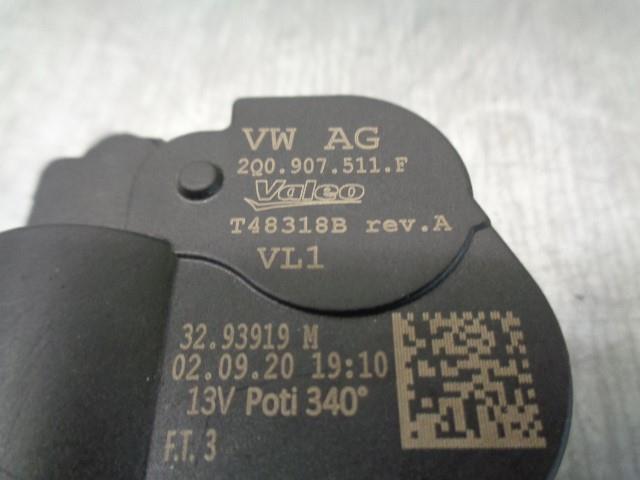 VW AG
2Q0.907.511.F
Valeo
T48318B rev.A
VL1
32.93919 M
02.09.20 19:10
13V Poti 340°
F.T. 3